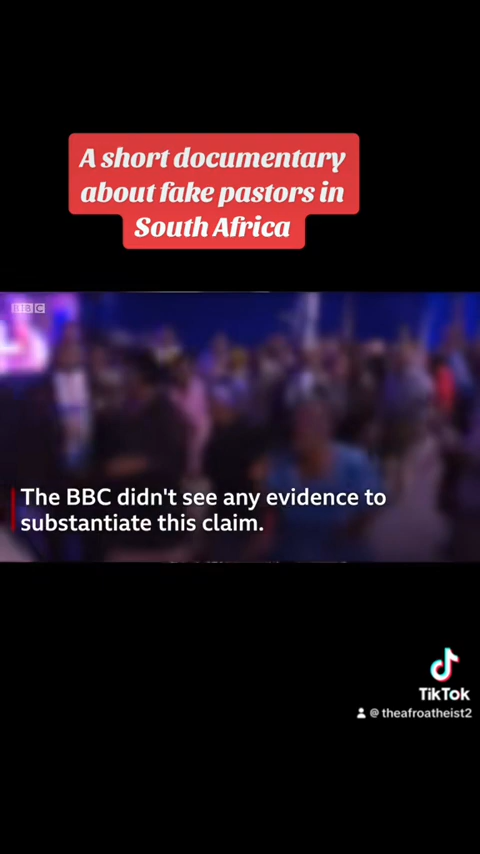 A short documentary
about fake pastors in
South Africa
BBC
The BBC didn't see any evidence to
substantiate this claim.
TikTok
@ theafroatheist2